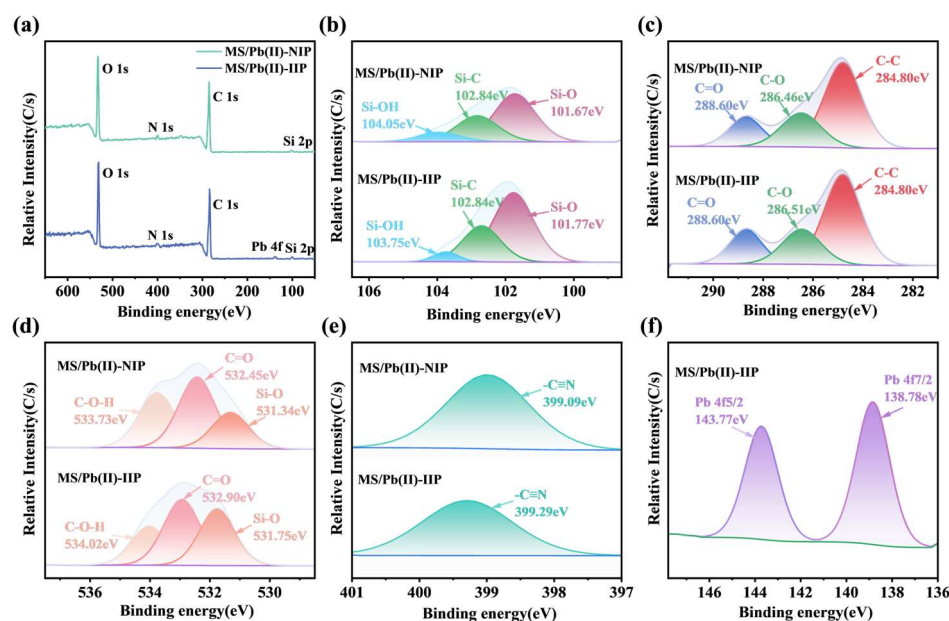 (a)
Relative Intensity(C/s)
MS/Pb(II)-NIP
MS/Pb(II)-IIP
O 1s
C 1s
N 1s
Si 2p
O 1s
C 1s
N 1s
Pb 4f
Si 2p
600 500 400 300 200 100
Binding energy(eV)
(b)
Relative Intensity(C/s)
MS/Pb(II)-NIP
Si-OH
104.05eV
Si-C
102.84eV
Si-O
101.67eV
MS/Pb(II)-IIP
Si-OH
103.75eV
Si-C
102.84eV
Si-O
101.77eV
106 104 102 100
Binding energy(eV)
(c)
Relative Intensity(C/s)
MS/Pb(II)-NIP
C=O
288.60eV
C-O
286.46eV
C-C
284.80eV
MS/Pb(II)-IIP
C=O
288.60eV
C-O
286.51eV
C-C
284.80eV
290 288 286 284 282
Binding energy(eV)
(d)
Relative Intensity(C/s)
MS/Pb(II)-NIP
C-O-H
533.73eV
C=O
532.45eV
Si-O
531.34eV
MS/Pb(II)-IIP
C-O-H
534.02eV
C=O
532.90eV
Si-O
531.75eV
536 534 532 530
Binding energy(eV)
(e)
Relative Intensity(C/s)
MS/Pb(II)-NIP
-C≡N
399.09eV
MS/Pb(II)-IIP
-C≡N
399.29eV
401 400 399 398 397
Binding energy(eV)
(f)
Relative Intensity(C/s)
MS/Pb(II)-IIP
Pb 4f5/2
143.77eV
Pb 4f7/2
138.78eV
146 144 142 140 138 136
Binding energy(eV)